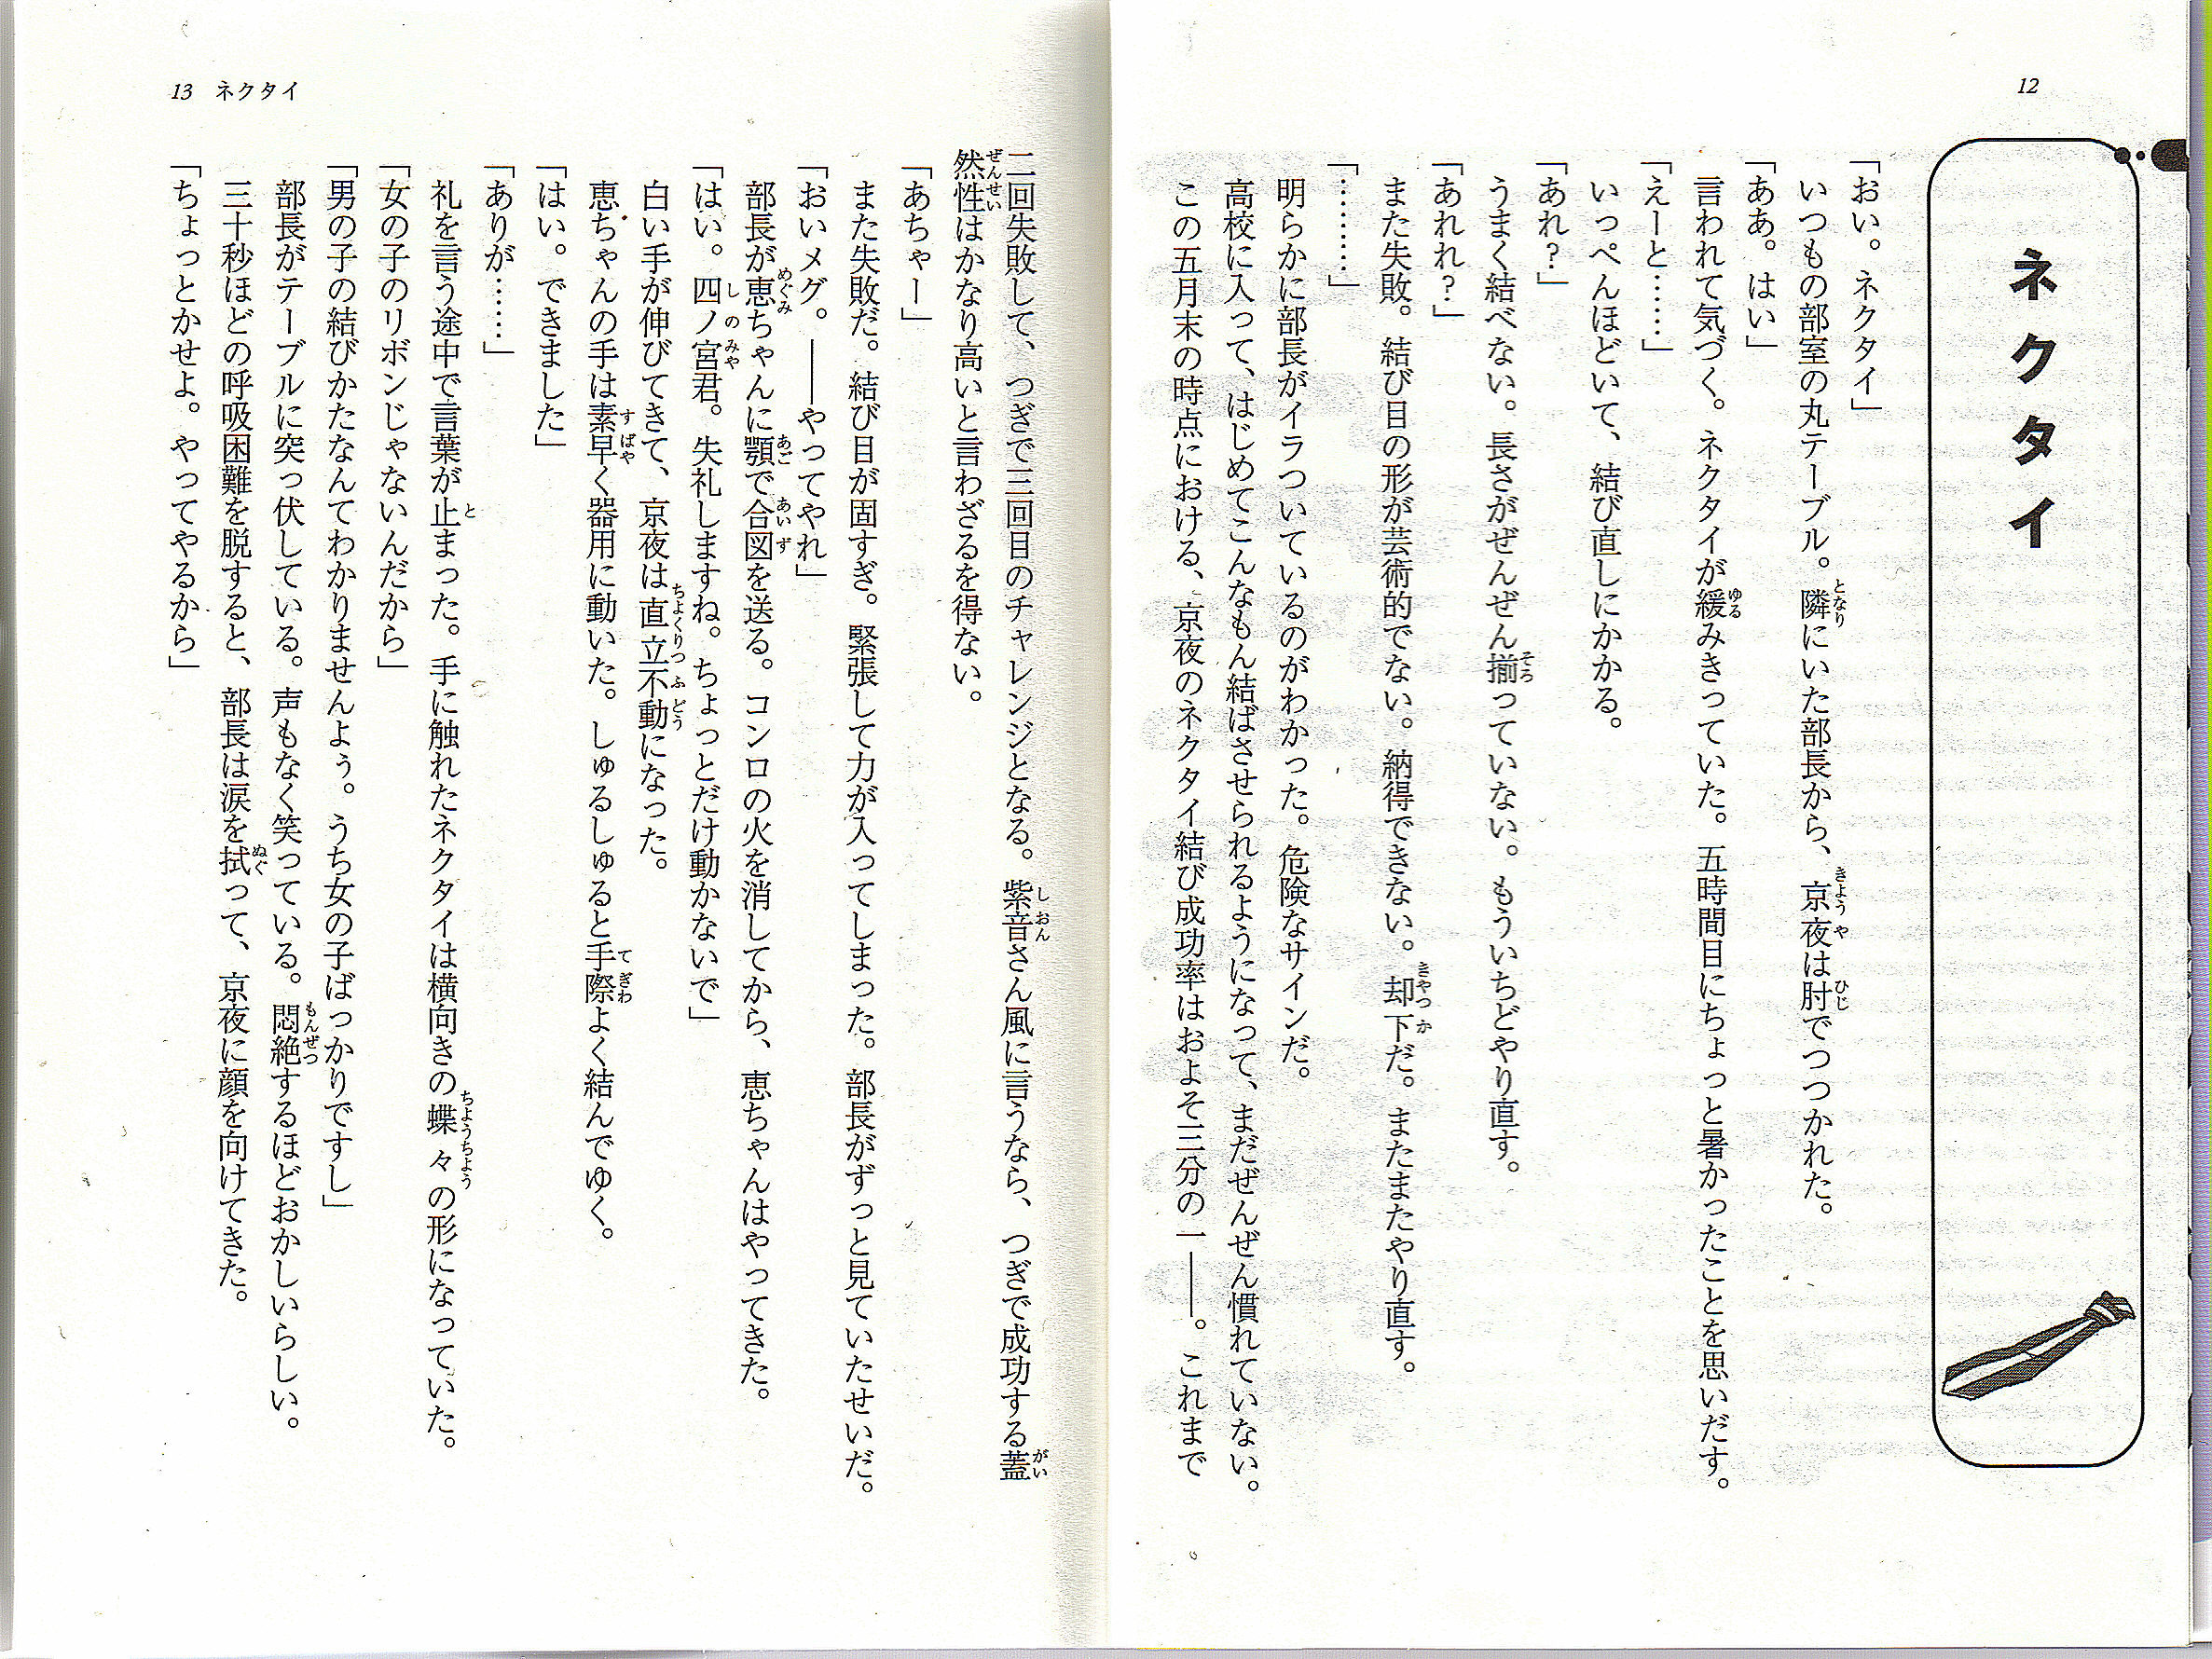 12
ネクタイ
「おい。ネクタイ」
いつもの部室の丸テーブル。隣にいた部長から、京夜は肘でつつかれた。
「ああ。はい」
言われて気づく。ネクタイが緩みきっていた。五時間目にちょっと暑かったことを思いだす。
「えーと……」
いっぺんほどいて、結び直しにかかる。
「あれ？」
うまく結べない。長さがぜんぜん揃っていない。もういちどやり直す。
「あれれ？」
また失敗。結び目の形が芸術的でない。納得できない。却下だ。またまたやり直す。
「………」
明らかに部長がイラついているのがわかった。危険なサインだ。
高校に入って、はじめてこんなもん結ばさせられるようになって、まだぜんぜん慣れていない。
この五月末の時点における、京夜のネクタイ結び成功率はおよそ三分の一――。これまで
二回失敗して、つぎで三回目のチャレンジとなる。紫音さん風に言うなら、つぎで成功する蓋
然性はかなり高いと言わざるを得ない。
「あちゃー」
また失敗だ。結び目が固すぎ。緊張して力が入ってしまった。部長がずっと見ていたせいだ。
「おいメグ。――やってやれ」
部長が恵ちゃんに顎で合図を送る。コンロの火を消してから、恵ちゃんはやってきた。
「はい。四ノ宮君。失礼しますね。ちょっとだけ動かないで」
白い手が伸びてきて、京夜は直立不動になった。
恵ちゃんの手は素早く器用に動いた。しゅるしゅると手際よく結んでゆく。
「はい。できました」
「ありが……」
礼を言う途中で言葉が止まった。手に触れたネクタイは横向きの蝶々の形になっていた。
「女の子のリボンじゃないんだから」
「男の子の結びかたなんてわかりませんよぅ。うち女の子ばっかりですし」
部長がテーブルに突っ伏している。声もなく笑っている。悶絶するほどおかしいらしい。
三十秒ほどの呼吸困難を脱すると、部長は涙を拭って、京夜に顔を向けてきた。
「ちょっとかせよ。やってやるから」
13 ネクタイ